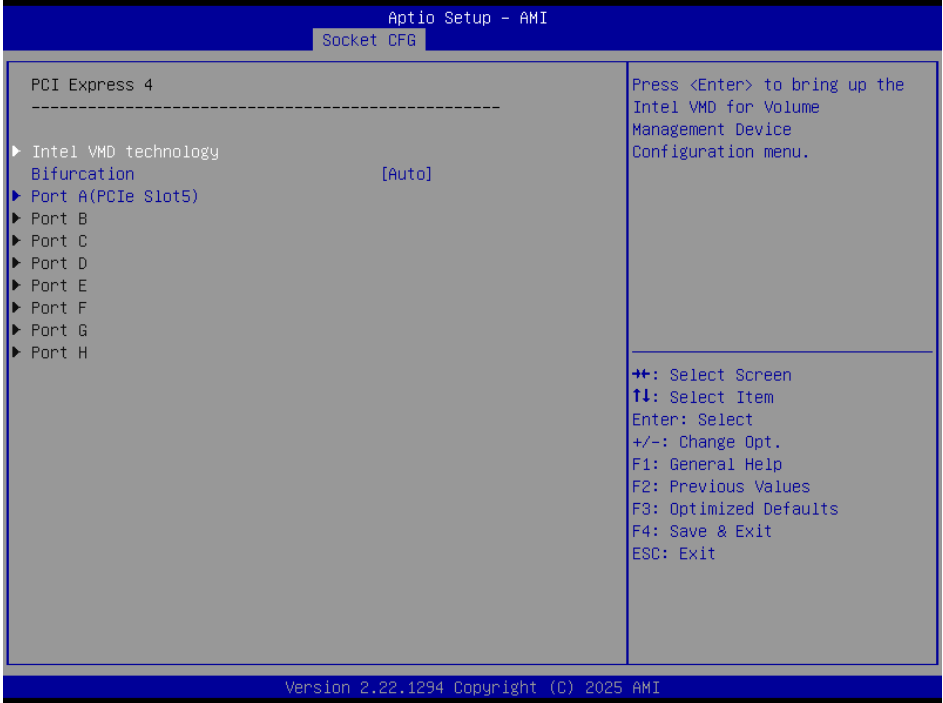 Aptio Setup – AMI
Socket CFG
PCI Express 4
--------------------------------------------------
Intel VMD technology
Bifurcation [Auto]
Port A(PCIe Slot5)
Port B
Port C
Port D
Port E
Port F
Port G
Port H
Press <Enter> to bring up the
Intel VMD for Volume
Management Device
Configuration menu.
→←: Select Screen
↑↓: Select Item
Enter: Select
+/-: Change Opt.
F1: General Help
F2: Previous Values
F3: Optimized Defaults
F4: Save & Exit
ESC: Exit
Version 2.22.1294 Copyright (C) 2025 AMI